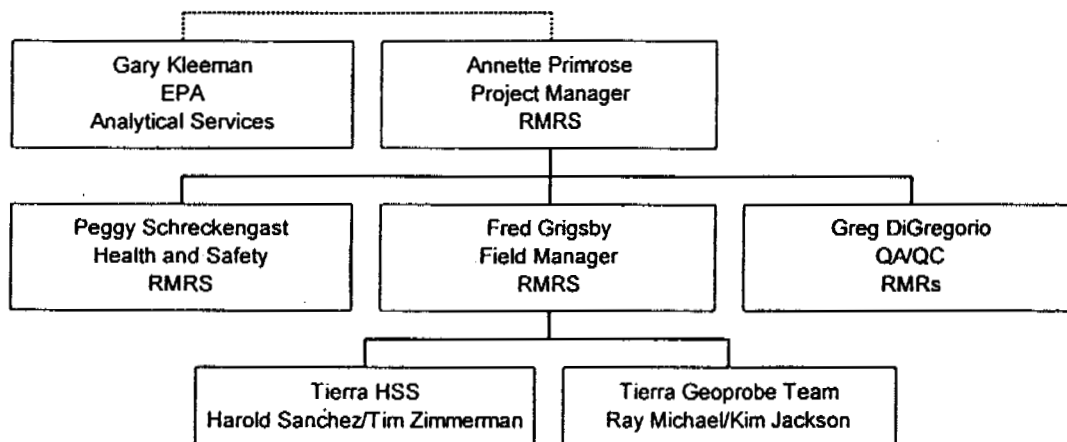 Gary Kleeman
EPA
Analytical Services
Annette Primrose
Project Manager
RMRS
Peggy Schreckengast
Health and Safety
RMRS
Fred Grigsby
Field Manager
RMRS
Greg DiGregorio
QA/QC
RMRs
Tierra HSS
Harold Sanchez/Tim Zimmerman
Tierra Geoprobe Team
Ray Michael/Kim Jackson